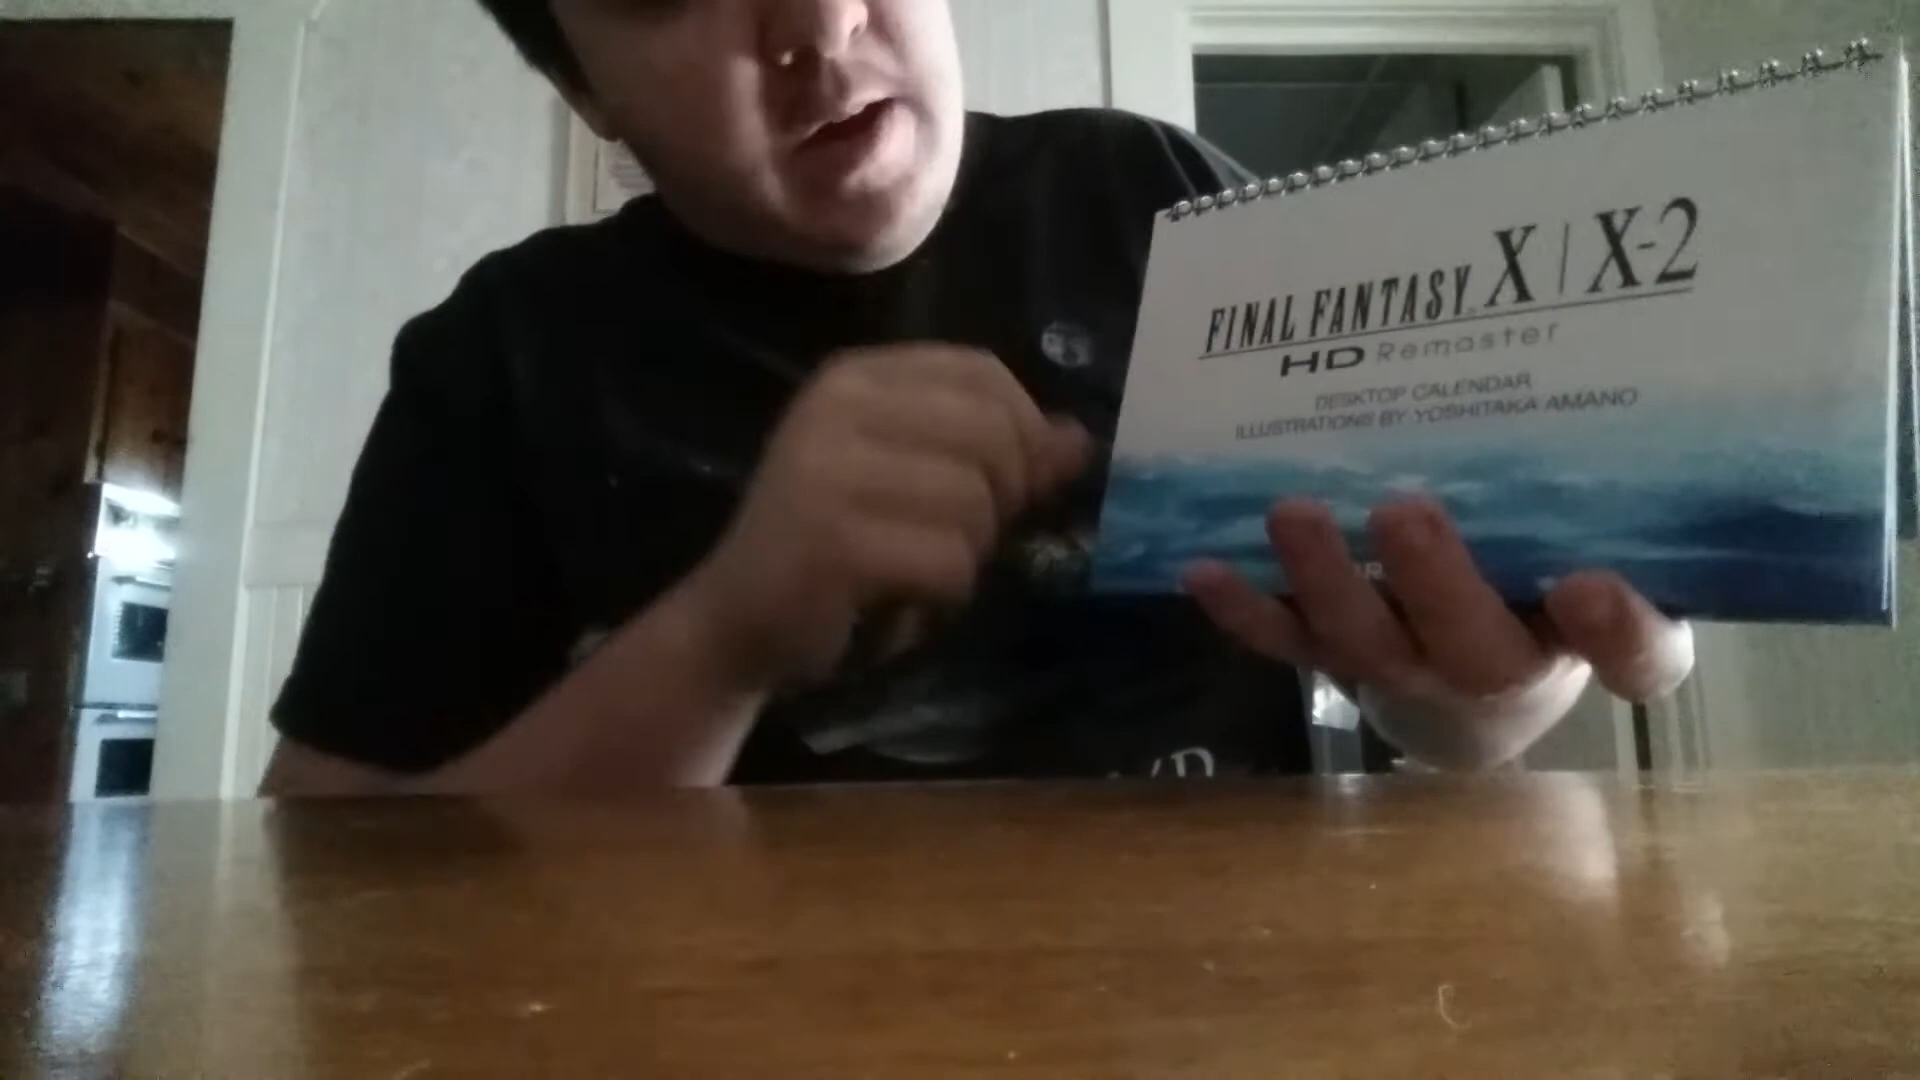 FINAL FANTASY X | X-2
HD Remaster
DESKTOP CALENDAR
ILLUSTRATIONS BY YOSHITAKA AMANO